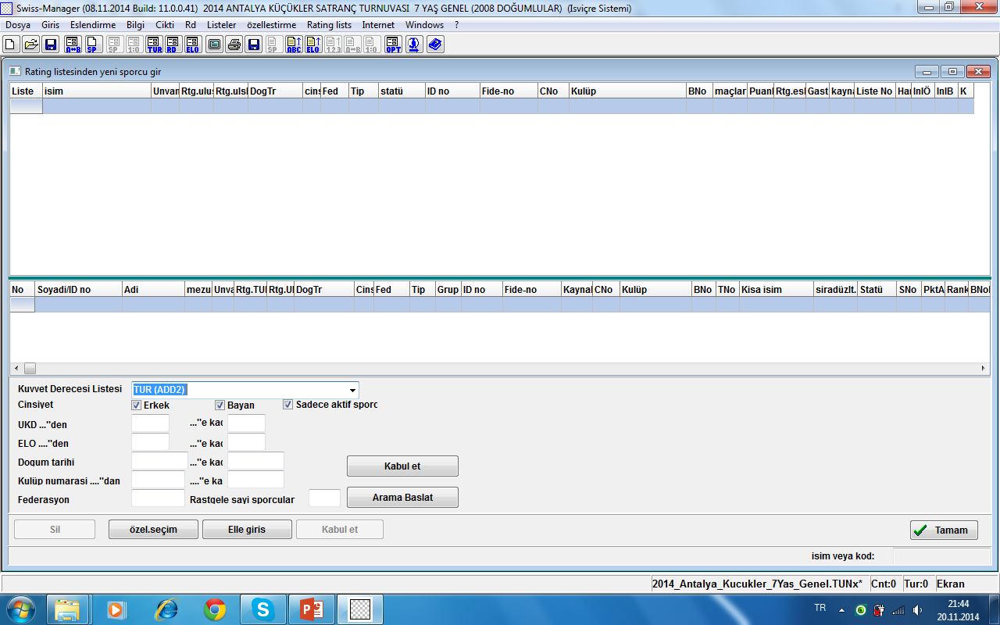 Swiss-Manager (08.11.2014 Build: 11.0.0.41) 2014 ANTALYA KÜÇÜKLER SATRANÇ TURNUVASI 7 YAŞ GENEL (2008 DOĞUMLULAR) (Isviçre Sistemi)
Dosya Giris Eslendirme Bilgi Cikti Rd Listeler özellestirme Rating lists Internet Windows ?
A↔B SP SP 1:0 TUR RD ELO SP ABC ELO 1.2.3 A↔B 1:0 OPT
Rating listesinden yeni sporcu gir
Liste isim Unvan Rtg.ulus Rtg.ulsl DogTr cins Fed Tip statü ID no Fide-no CNo Kulüp BNo maçlar Puanl Rtg.esl Gast kayna Liste No Har InIÖ InIB K
No Soyadi/ID no Adi mezu Unva Rtg.TUI Rtg.Ul DogTr Cins Fed Tip Grup ID no Fide-no Kaynal CNo Kulüp BNo TNo Kisa isim siradüzlt. Statü SNo PktA Rank BNol
Kuvvet Derecesi Listesi TUR (ADD2)
Cinsiyet Erkek Bayan Sadece aktif sporc
UKD ..."den ..."e kad
ELO ...."den ..."e kad
Dogum tarihi ..."e kad
Kabul et
Kulüp numarasi ...."dan ...."e ka
Federasyon Rastgele sayi sporcular Arama Baslat
Sil özel.seçim Elle giris Kabul et Tamam
isim veya kod:
2014_Antalya_Kucukler_7Yas_Genel.TUNx* Cnt:0 Tur:0 Ekran
TR 21:44
20.11.2014